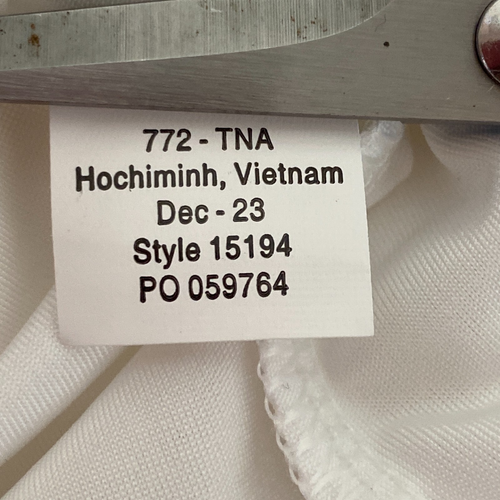 772 - TNA
Hochiminh, Vietnam
Dec - 23
Style 15194
PO 059764